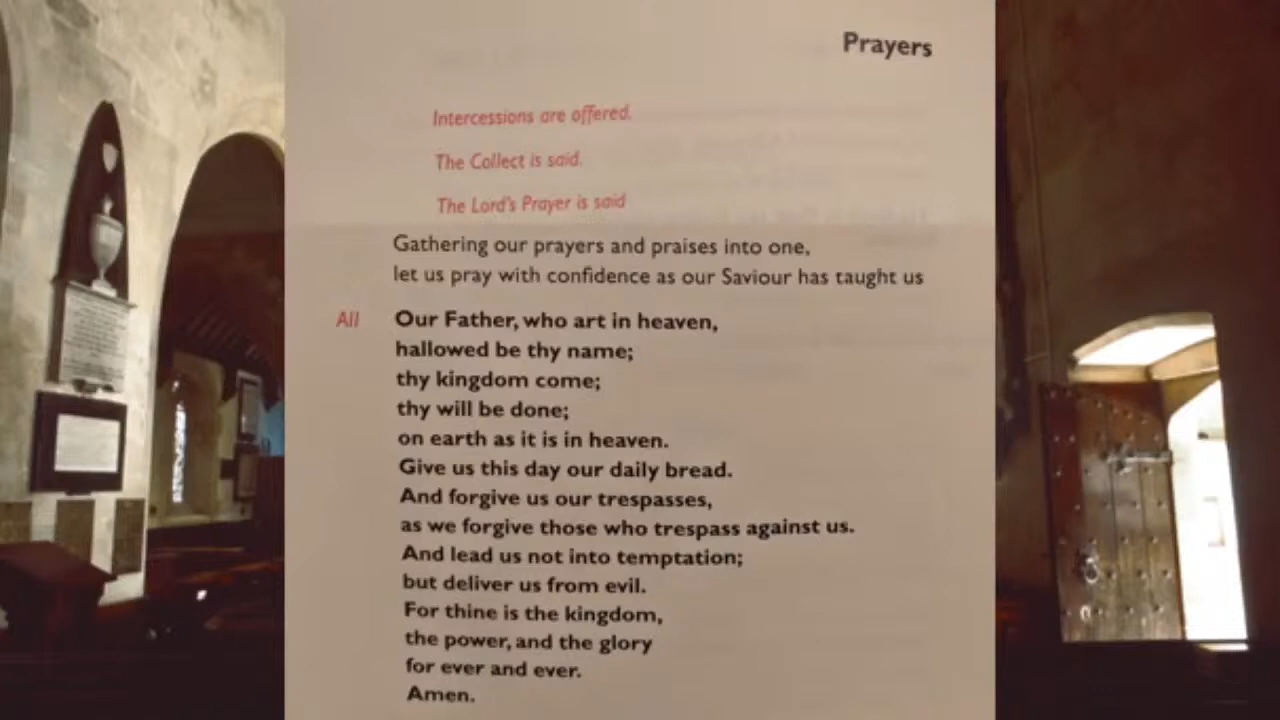 Prayers
Intercessions are offered.
The Collect is said.
The Lord's Prayer is said
Gathering our prayers and praises into one,
let us pray with confidence as our Saviour has taught us
All Our Father, who art in heaven,
hallowed be thy name;
thy kingdom come;
thy will be done;
on earth as it is in heaven.
Give us this day our daily bread.
And forgive us our trespasses,
as we forgive those who trespass against us.
And lead us not into temptation;
but deliver us from evil.
For thine is the kingdom,
the power, and the glory
for ever and ever.
Amen.